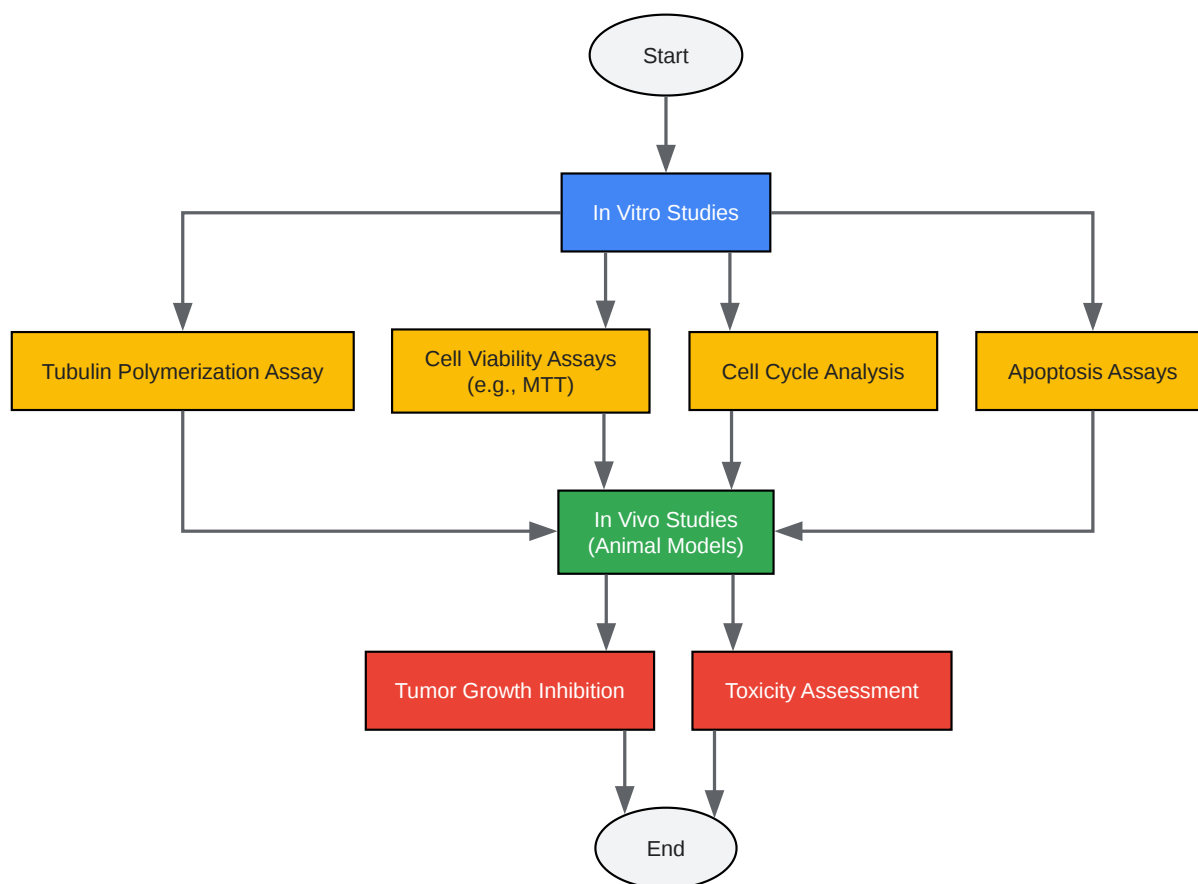 Start
In Vitro Studies
Tubulin Polymerization Assay
Cell Viability Assays
(e.g., MTT)
Cell Cycle Analysis
Apoptosis Assays
In Vivo Studies
(Animal Models)
Tumor Growth Inhibition
Toxicity Assessment
End